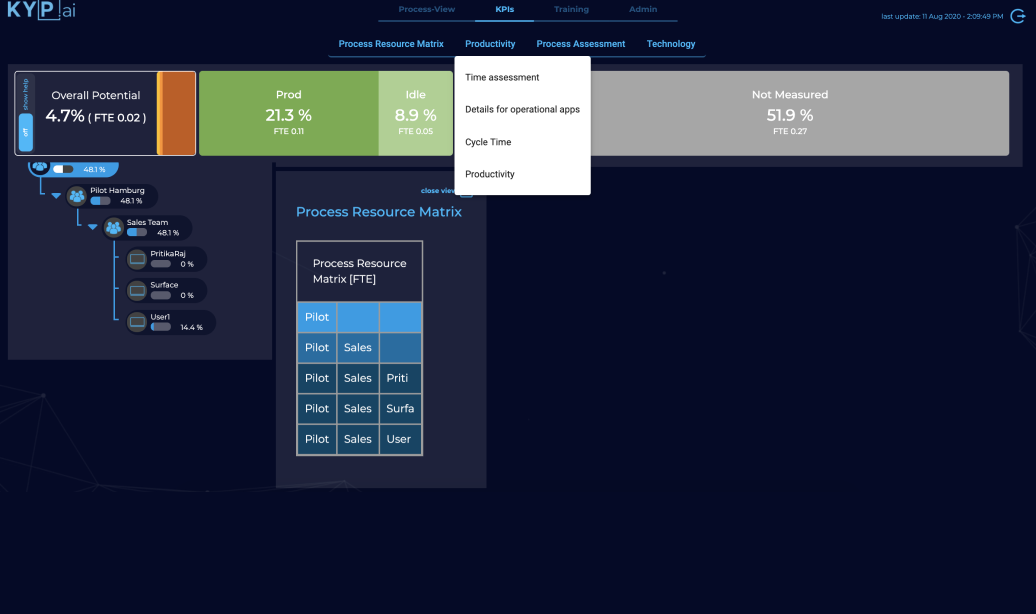 KYP.ai
Process-View KPIs Training Admin
last update: 11 Aug 2020 - 2:09:49 PM
Process Resource Matrix Productivity Process Assessment Technology
show help
off
Overall Potential
4.7% ( FTE 0.02 )
Prod
21.3 %
FTE 0.11
Idle
8.9 %
FTE 0.05
Time assessment
Details for operational apps
Cycle Time
Productivity
Not Measured
51.9 %
FTE 0.27
48.1 %
Pilot Hamburg
48.1 %
Sales Team
48.1 %
PritikaRaj
0 %
Surface
0 %
User1
14.4 %
close view
Process Resource Matrix
Process Resource
Matrix [FTE]
Pilot
Pilot Sales
Pilot Sales Priti
Pilot Sales Surfa
Pilot Sales User